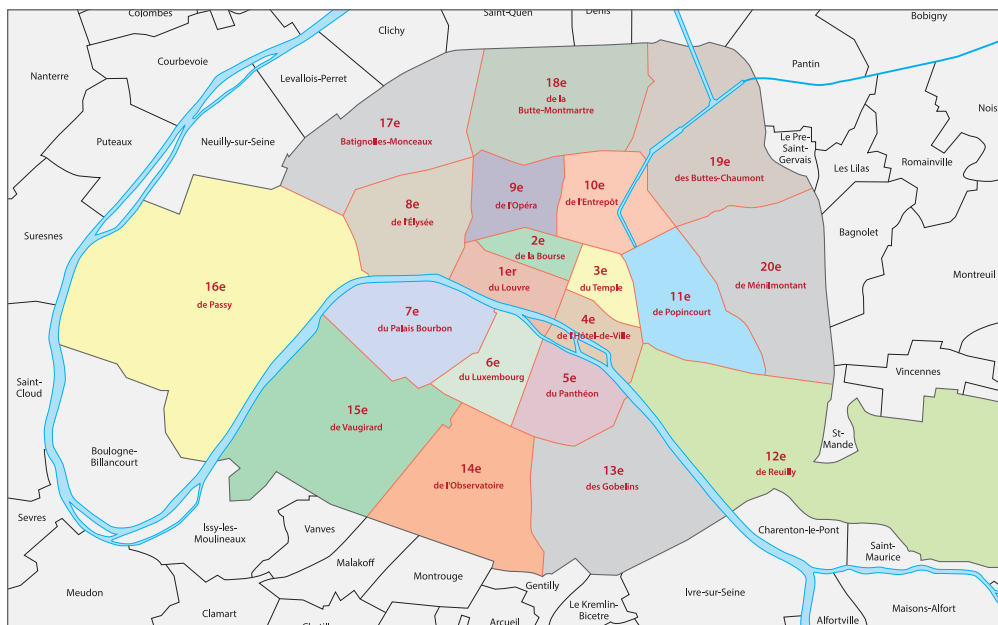 Colombes
Saint-Quen
Denis
Bobigny
Clichy
Courbevoie
Pantin
Nanterre
Levallois-Perret
18e
de la
Butte-Montmartre
Nois
17e
Batignolles-Monceaux
Puteaux
Neuilly-sur-Seine
Le Pre-
Saint-
Gervais
19e
des Buttes-Chaumont
Les Lilas
Romainville
9e
de l'Opéra
10e
de l'Entrepôt
8e
de l'Élysée
Suresnes
Bagnolet
2e
de la Bourse
1er
du Louvre
3e
du Temple
20e
de Ménilmontant
Montreuil
16e
de Passy
11e
de Popincourt
7e
du Palais Bourbon
4e
de l'Hôtel-de-Ville
6e
du Luxembourg
5e
du Panthéon
Vincennes
Saint-
Cloud
15e
de Vaugirard
St-
Mande
Boulogne-
Billancourt
12e
de Reuilly
14e
de l'Observatoire
13e
des Gobelins
Sevres
Issy-les-
Moulineaux
Vanves
Charenton-le-Pont
Saint-
Maurice
Malakoff
Montrouge
Gentilly
Meudon
Ivre-sur-Seine
Le Kremlin-
Bicetre
Maisons-Alfort
Clamart
Arcueil
Alfortville